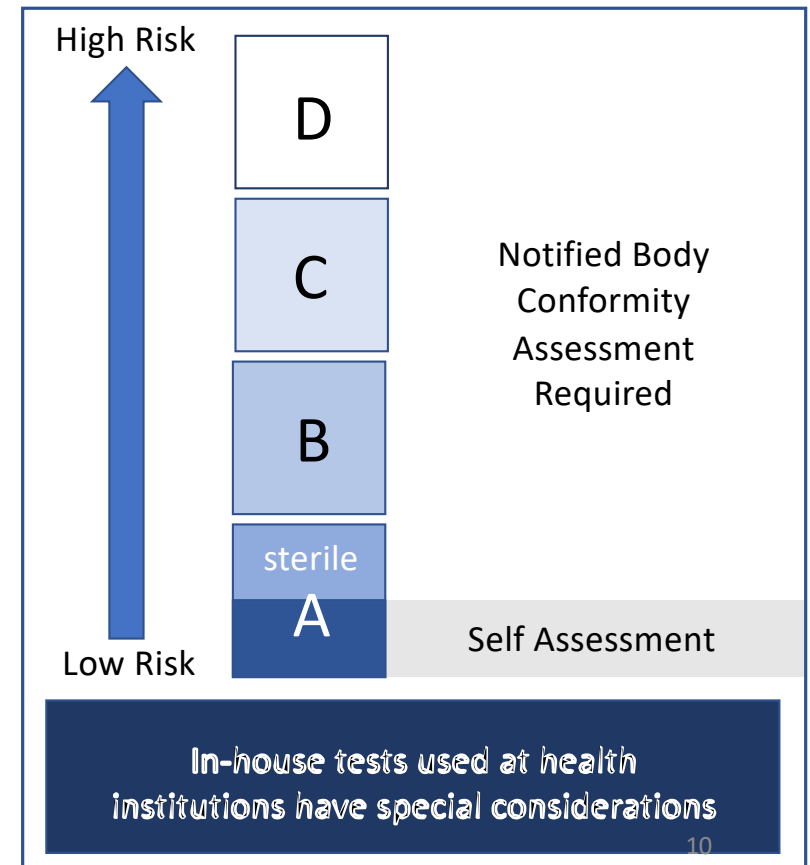 High Risk
D
C
Notified Body
Conformity
Assessment
Required
B
sterile
A
Self Assessment
Low Risk
In-house tests used at health
institutions have special considerations
10